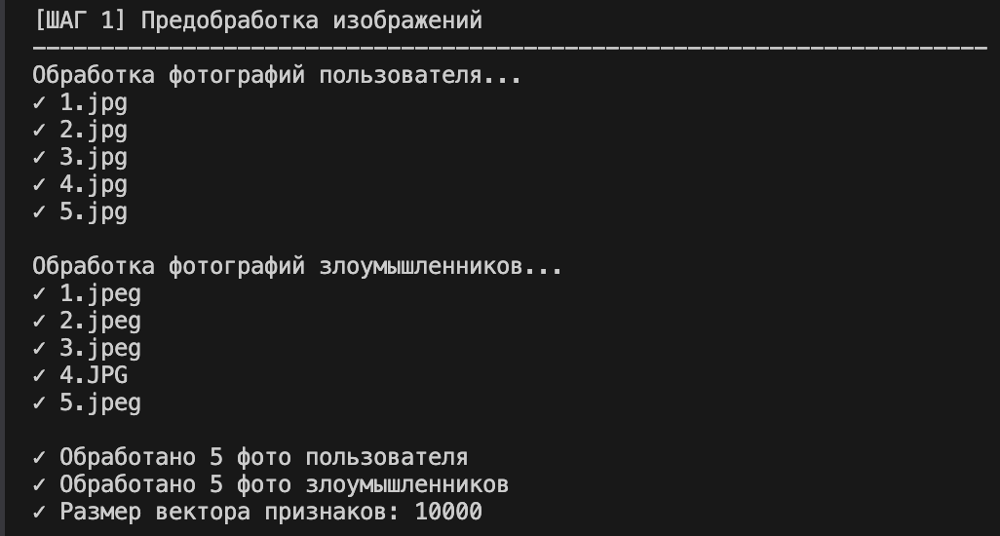 [ШАГ 1] Предобработка изображений
----------------------------------------------------------------------
Обработка фотографий пользователя...
✓ 1.jpg
✓ 2.jpg
✓ 3.jpg
✓ 4.jpg
✓ 5.jpg
Обработка фотографий злоумышленников...
✓ 1.jpeg
✓ 2.jpeg
✓ 3.jpeg
✓ 4.JPG
✓ 5.jpeg
✓ Обработано 5 фото пользователя
✓ Обработано 5 фото злоумышленников
✓ Размер вектора признаков: 10000